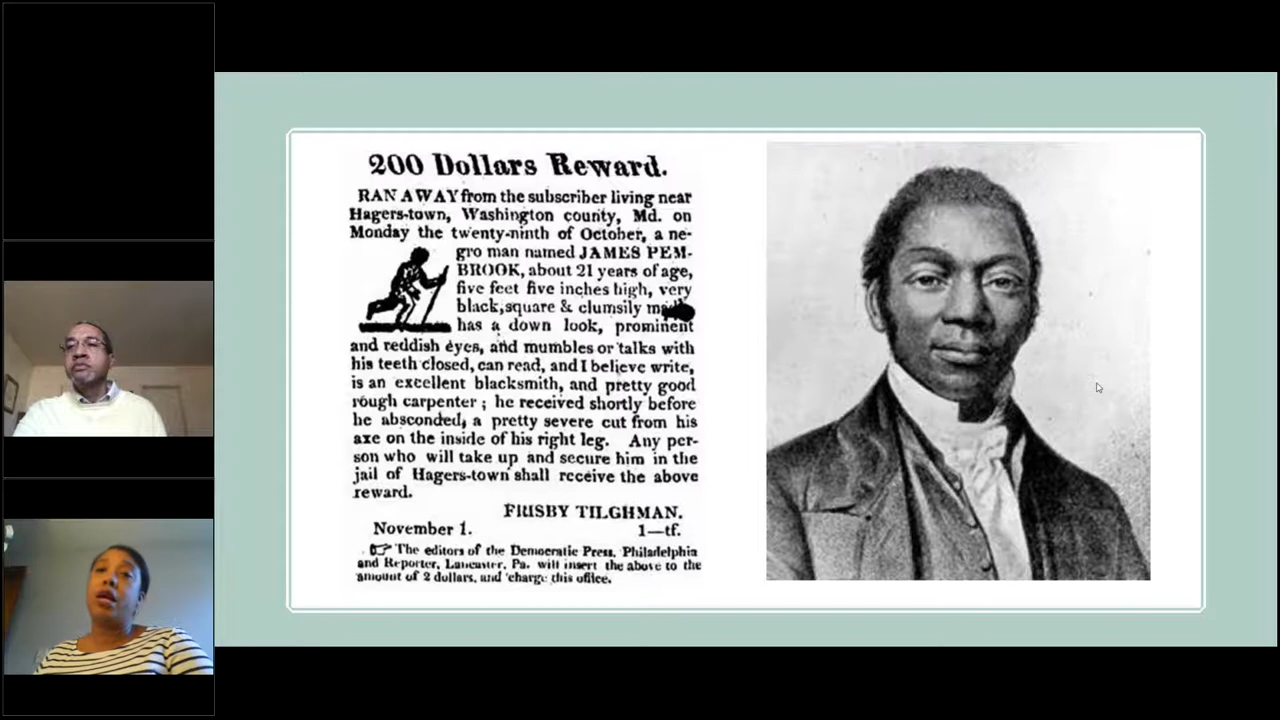 200 Dollars Reward.
RAN AWAY from the subscriber living near
Hagers-town, Washington county, Md. on
Monday the twenty-ninth of October, a ne-
gro man named JAMES PEM-
BROOK, about 21 years of age,
five feet five inches high, very
black, square & clumsily
has a down look, prominent
and reddish eyes, and mumbles or talks with
his teeth closed, can read, and I believe write,
is an excellent blacksmith, and pretty good
rough carpenter ; he received shortly before
he absconded, a pretty severe cut from his
axe on the inside of his right leg. Any per-
son who will take up and secure him in the
jail of Hagers-town shall receive the above
reward.
FRISBY TILGHMAN.
November 1. 1—tf.
☞ The editors of the Democratic Press, Philadelphia
and Reporter, Lancaster, Pa. will insert the above to the
amount of 2 dollars, and charge this office.